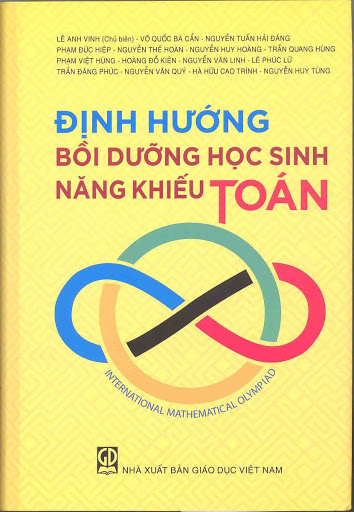 LÊ ANH VINH (Chủ biên) - VÕ QUỐC BÁ CẨN - NGUYỄN TUẤN HẢI ĐĂNG
PHẠM ĐỨC HIỆP - NGUYỄN THẾ HOÀN - NGUYỄN HUY HOÀNG - TRẦN QUANG HÙNG
PHẠM VIỆT HÙNG - HOÀNG ĐỖ KIÊN - NGUYỄN VĂN LINH - LÊ PHÚC LỮ
TRẦN ĐĂNG PHÚC - NGUYỄN VĂN QUÝ - HÀ HỮU CAO TRÌNH - NGUYỄN HUY TÙNG
ĐỊNH HƯỚNG
BỒI DƯỠNG HỌC SINH
NĂNG KHIẾU TOÁN
INTERNATIONAL MATHEMATICAL OLYMPIAD
GD
NHÀ XUẤT BẢN GIÁO DỤC VIỆT NAM